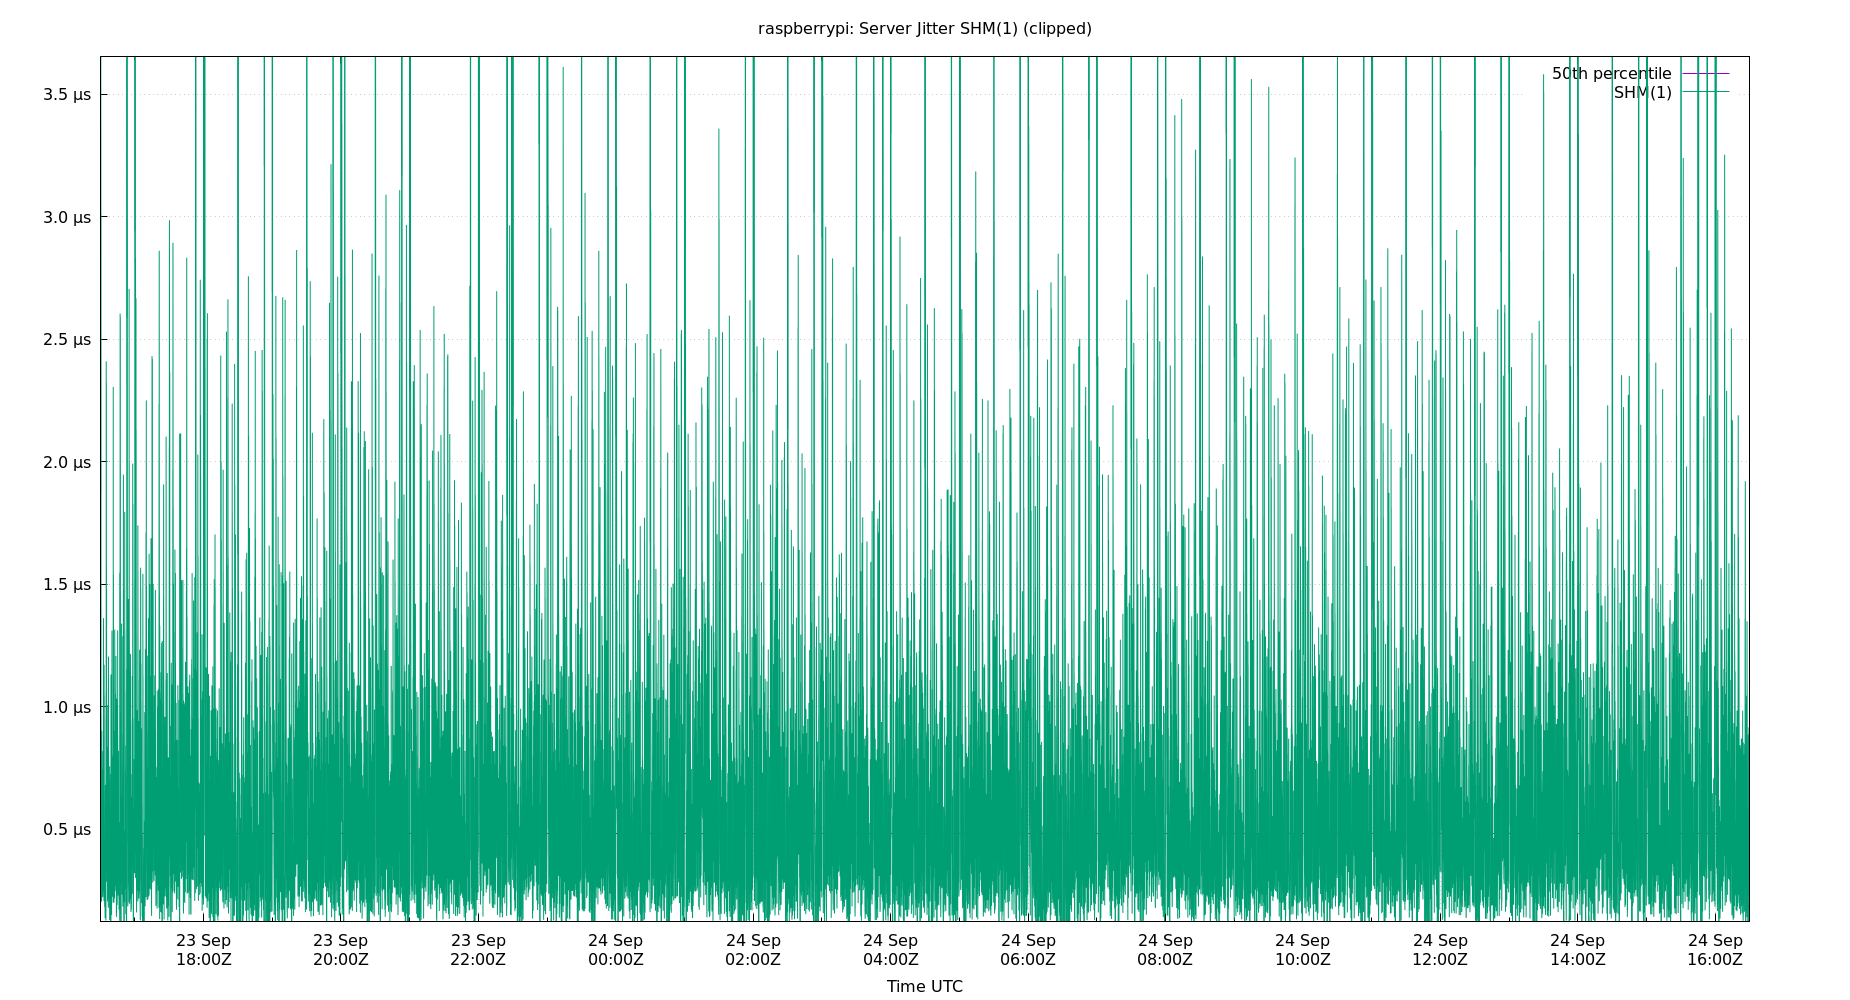 raspberrypi: Server Jitter SHM(1) (clipped)
50th percentile
SHM(1)
3.5 µs
3.0 µs
2.5 µs
2.0 µs
1.5 µs
1.0 µs
0.5 µs
23 Sep 23 Sep 23 Sep 24 Sep 24 Sep 24 Sep 24 Sep 24 Sep 24 Sep 24 Sep 24 Sep 24 Sep
18:00Z 20:00Z 22:00Z 00:00Z 02:00Z 04:00Z 06:00Z 08:00Z 10:00Z 12:00Z 14:00Z 16:00Z
Time UTC